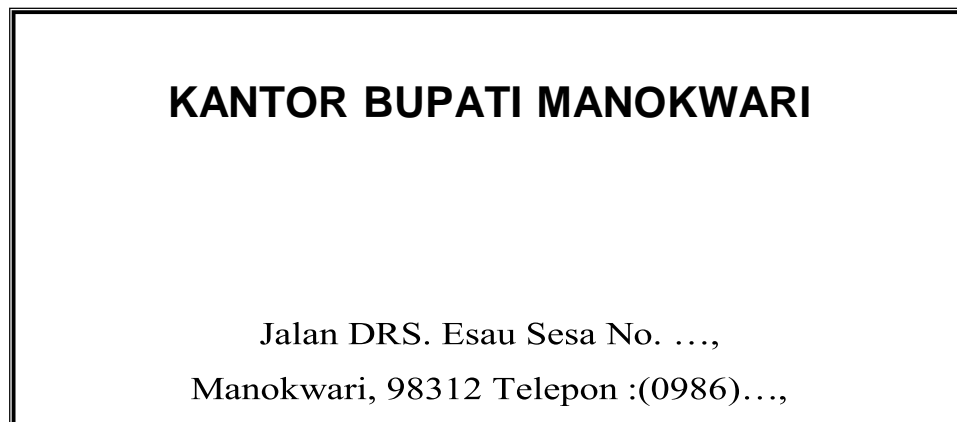 KANTOR BUPATI MANOKWARI
Jalan DRS. Esau Sesa No. …,
Manokwari, 98312 Telepon :(0986)…,